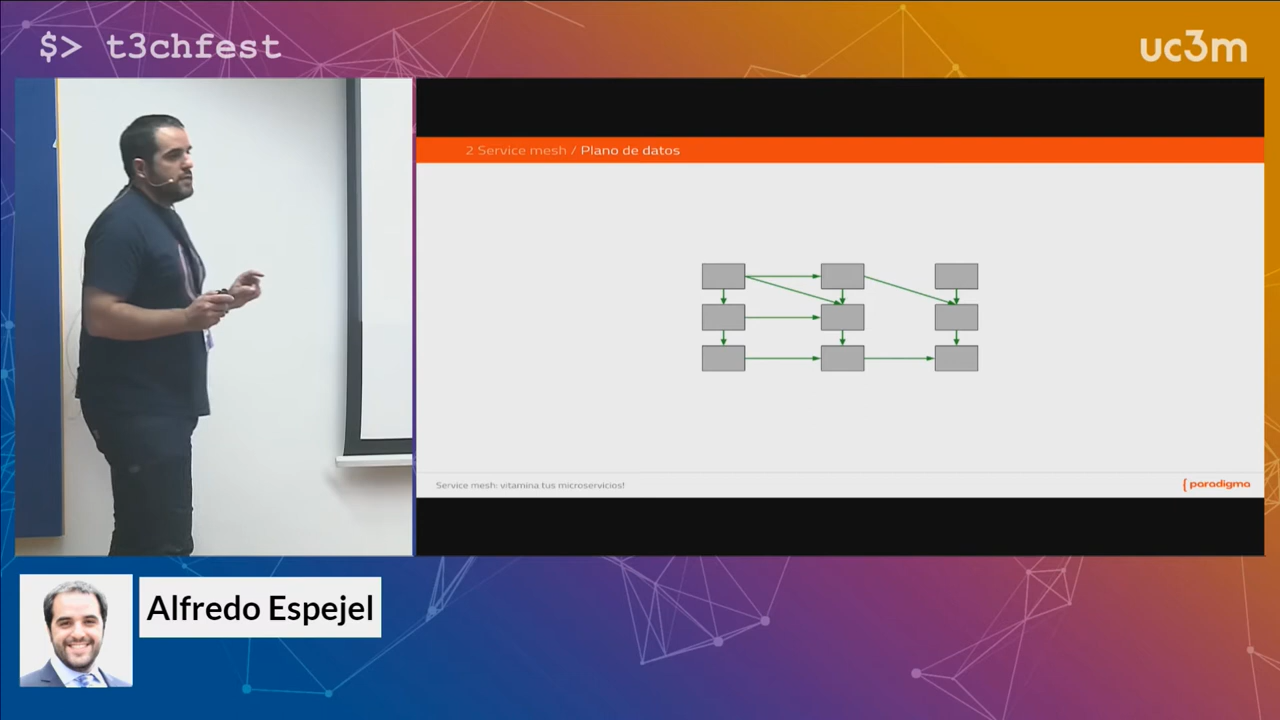 $> t3chfest
uc3m
2 Service mesh / Plano de datos
Service mesh: vitamina tus microservicios!
{paradigma
Alfredo Espejel